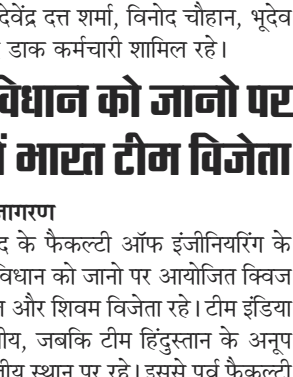 देवेंद्र दत्त शर्मा, विनोद चौहान, भूदेव
डाक कर्मचारी शामिल रहे।
विधान को जानो पर
में भारत टीम विजेता
जागरण
के फैकल्टी ऑफ इंजीनियरिंग के
विधान को जानो पर आयोजित क्विज
और शिवम विजेता रहे। टीम इंडिया
जबकि टीम हिंदुस्तान के अनूप
स्थान पर रहे। इससे पूर्व फैकल्टी